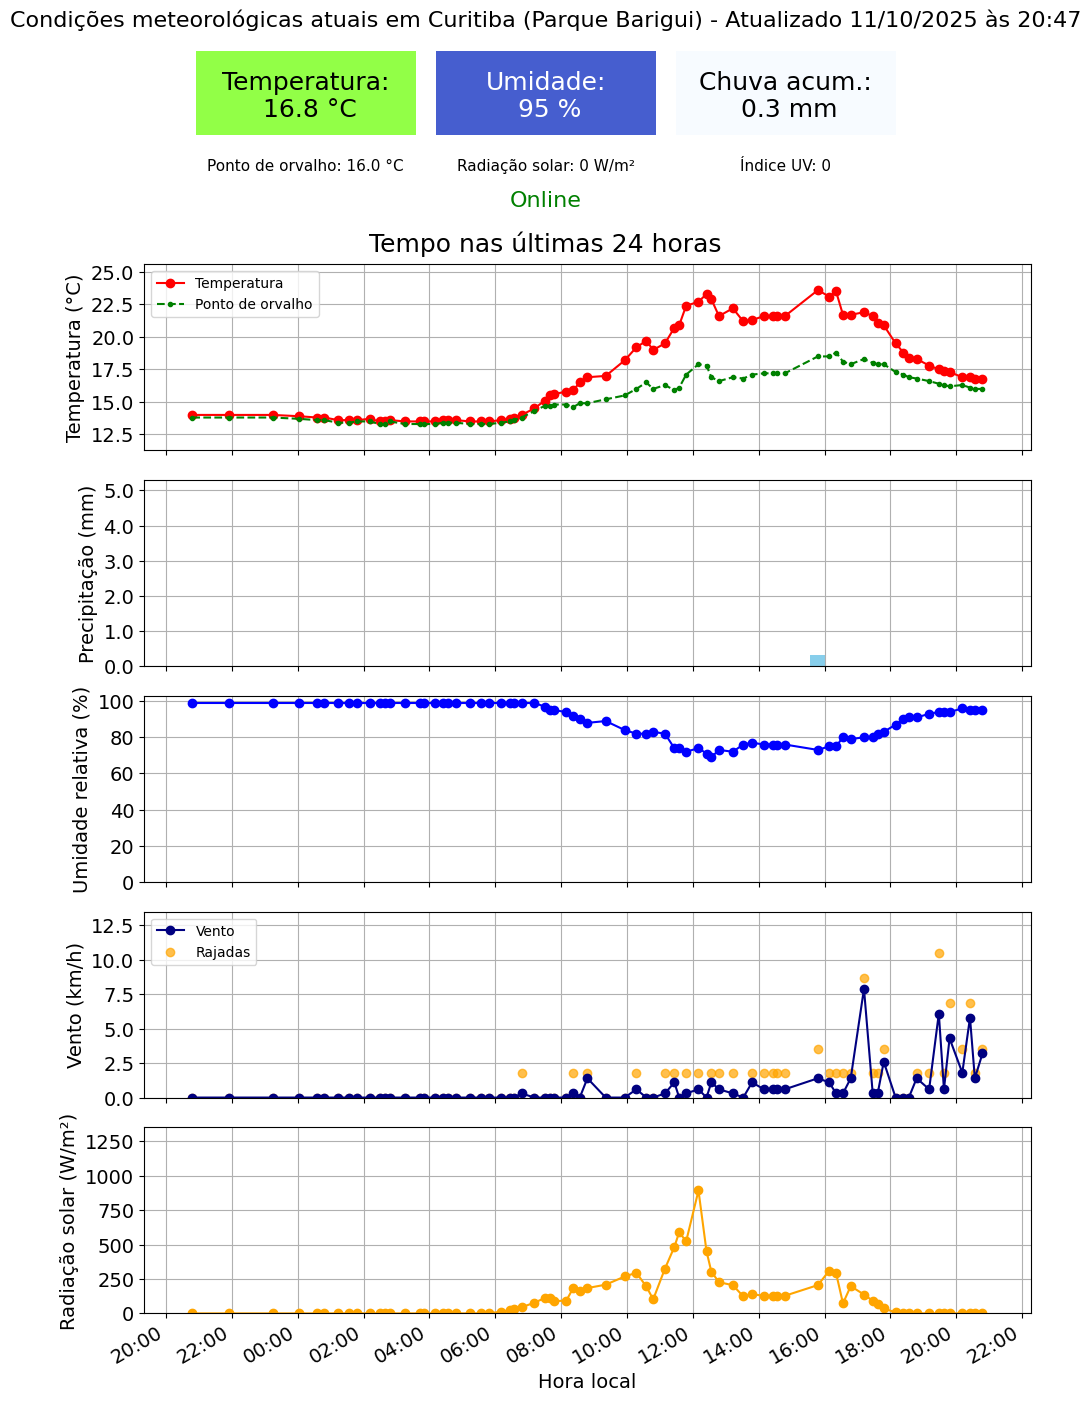 Condições meteorológicas atuais em Curitiba (Parque Barigui) - Atualizado 11/10/2025 às 20:47
Temperatura:
16.8 °C
Umidade:
95 %
Chuva acum.:
0.3 mm
Ponto de orvalho: 16.0 °C
Radiação solar: 0 W/m²
Índice UV: 0
Online
Tempo nas últimas 24 horas
Temperatura (°C)
25.0
22.5
20.0
17.5
15.0
12.5
Temperatura
Ponto de orvalho
Precipitação (mm)
5.0
4.0
3.0
2.0
1.0
0.0
Umidade relativa (%)
100
80
60
40
20
0
Vento (km/h)
12.5
10.0
7.5
5.0
2.5
0.0
Vento
Rajadas
Radiação solar (W/m²)
1250
1000
750
500
250
0
20:00
22:00
00:00
02:00
04:00
06:00
08:00
10:00
12:00
14:00
16:00
18:00
20:00
22:00
Hora local